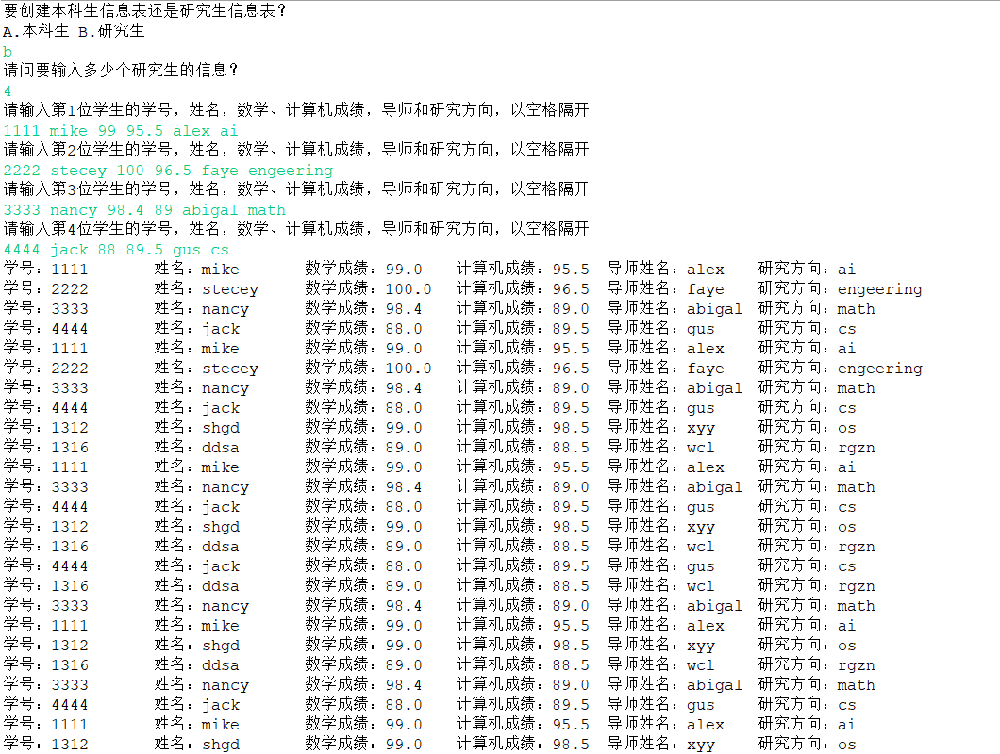 要创建本科生信息表还是研究生信息表？
A.本科生 B.研究生
b
请问要输入多少个研究生的信息？
4
请输入第1位学生的学号，姓名，数学、计算机成绩，导师和研究方向，以空格隔开
1111 mike 99 95.5 alex ai
请输入第2位学生的学号，姓名，数学、计算机成绩，导师和研究方向，以空格隔开
2222 stecey 100 96.5 faye engeering
请输入第3位学生的学号，姓名，数学、计算机成绩，导师和研究方向，以空格隔开
3333 nancy 98.4 89 abigal math
请输入第4位学生的学号，姓名，数学、计算机成绩，导师和研究方向，以空格隔开
4444 jack 88 89.5 gus cs
学号：1111 姓名：mike 数学成绩：99.0 计算机成绩：95.5 导师姓名：alex 研究方向：ai
学号：2222 姓名：stecey 数学成绩：100.0 计算机成绩：96.5 导师姓名：faye 研究方向：engeering
学号：3333 姓名：nancy 数学成绩：98.4 计算机成绩：89.0 导师姓名：abigal 研究方向：math
学号：4444 姓名：jack 数学成绩：88.0 计算机成绩：89.5 导师姓名：gus 研究方向：cs
学号：1111 姓名：mike 数学成绩：99.0 计算机成绩：95.5 导师姓名：alex 研究方向：ai
学号：2222 姓名：stecey 数学成绩：100.0 计算机成绩：96.5 导师姓名：faye 研究方向：engeering
学号：3333 姓名：nancy 数学成绩：98.4 计算机成绩：89.0 导师姓名：abigal 研究方向：math
学号：4444 姓名：jack 数学成绩：88.0 计算机成绩：89.5 导师姓名：gus 研究方向：cs
学号：1312 姓名：shgd 数学成绩：99.0 计算机成绩：98.5 导师姓名：xyy 研究方向：os
学号：1316 姓名：ddsa 数学成绩：89.0 计算机成绩：88.5 导师姓名：wcl 研究方向：rgzn
学号：1111 姓名：mike 数学成绩：99.0 计算机成绩：95.5 导师姓名：alex 研究方向：ai
学号：3333 姓名：nancy 数学成绩：98.4 计算机成绩：89.0 导师姓名：abigal 研究方向：math
学号：4444 姓名：jack 数学成绩：88.0 计算机成绩：89.5 导师姓名：gus 研究方向：cs
学号：1312 姓名：shgd 数学成绩：99.0 计算机成绩：98.5 导师姓名：xyy 研究方向：os
学号：1316 姓名：ddsa 数学成绩：89.0 计算机成绩：88.5 导师姓名：wcl 研究方向：rgzn
学号：4444 姓名：jack 数学成绩：88.0 计算机成绩：89.5 导师姓名：gus 研究方向：cs
学号：1316 姓名：ddsa 数学成绩：89.0 计算机成绩：88.5 导师姓名：wcl 研究方向：rgzn
学号：3333 姓名：nancy 数学成绩：98.4 计算机成绩：89.0 导师姓名：abigal 研究方向：math
学号：1111 姓名：mike 数学成绩：99.0 计算机成绩：95.5 导师姓名：alex 研究方向：ai
学号：1312 姓名：shgd 数学成绩：99.0 计算机成绩：98.5 导师姓名：xyy 研究方向：os
学号：1316 姓名：ddsa 数学成绩：89.0 计算机成绩：88.5 导师姓名：wcl 研究方向：rgzn
学号：3333 姓名：nancy 数学成绩：98.4 计算机成绩：89.0 导师姓名：abigal 研究方向：math
学号：4444 姓名：jack 数学成绩：88.0 计算机成绩：89.5 导师姓名：gus 研究方向：cs
学号：1111 姓名：mike 数学成绩：99.0 计算机成绩：95.5 导师姓名：alex 研究方向：ai
学号：1312 姓名：shgd 数学成绩：99.0 计算机成绩：98.5 导师姓名：xyy 研究方向：os